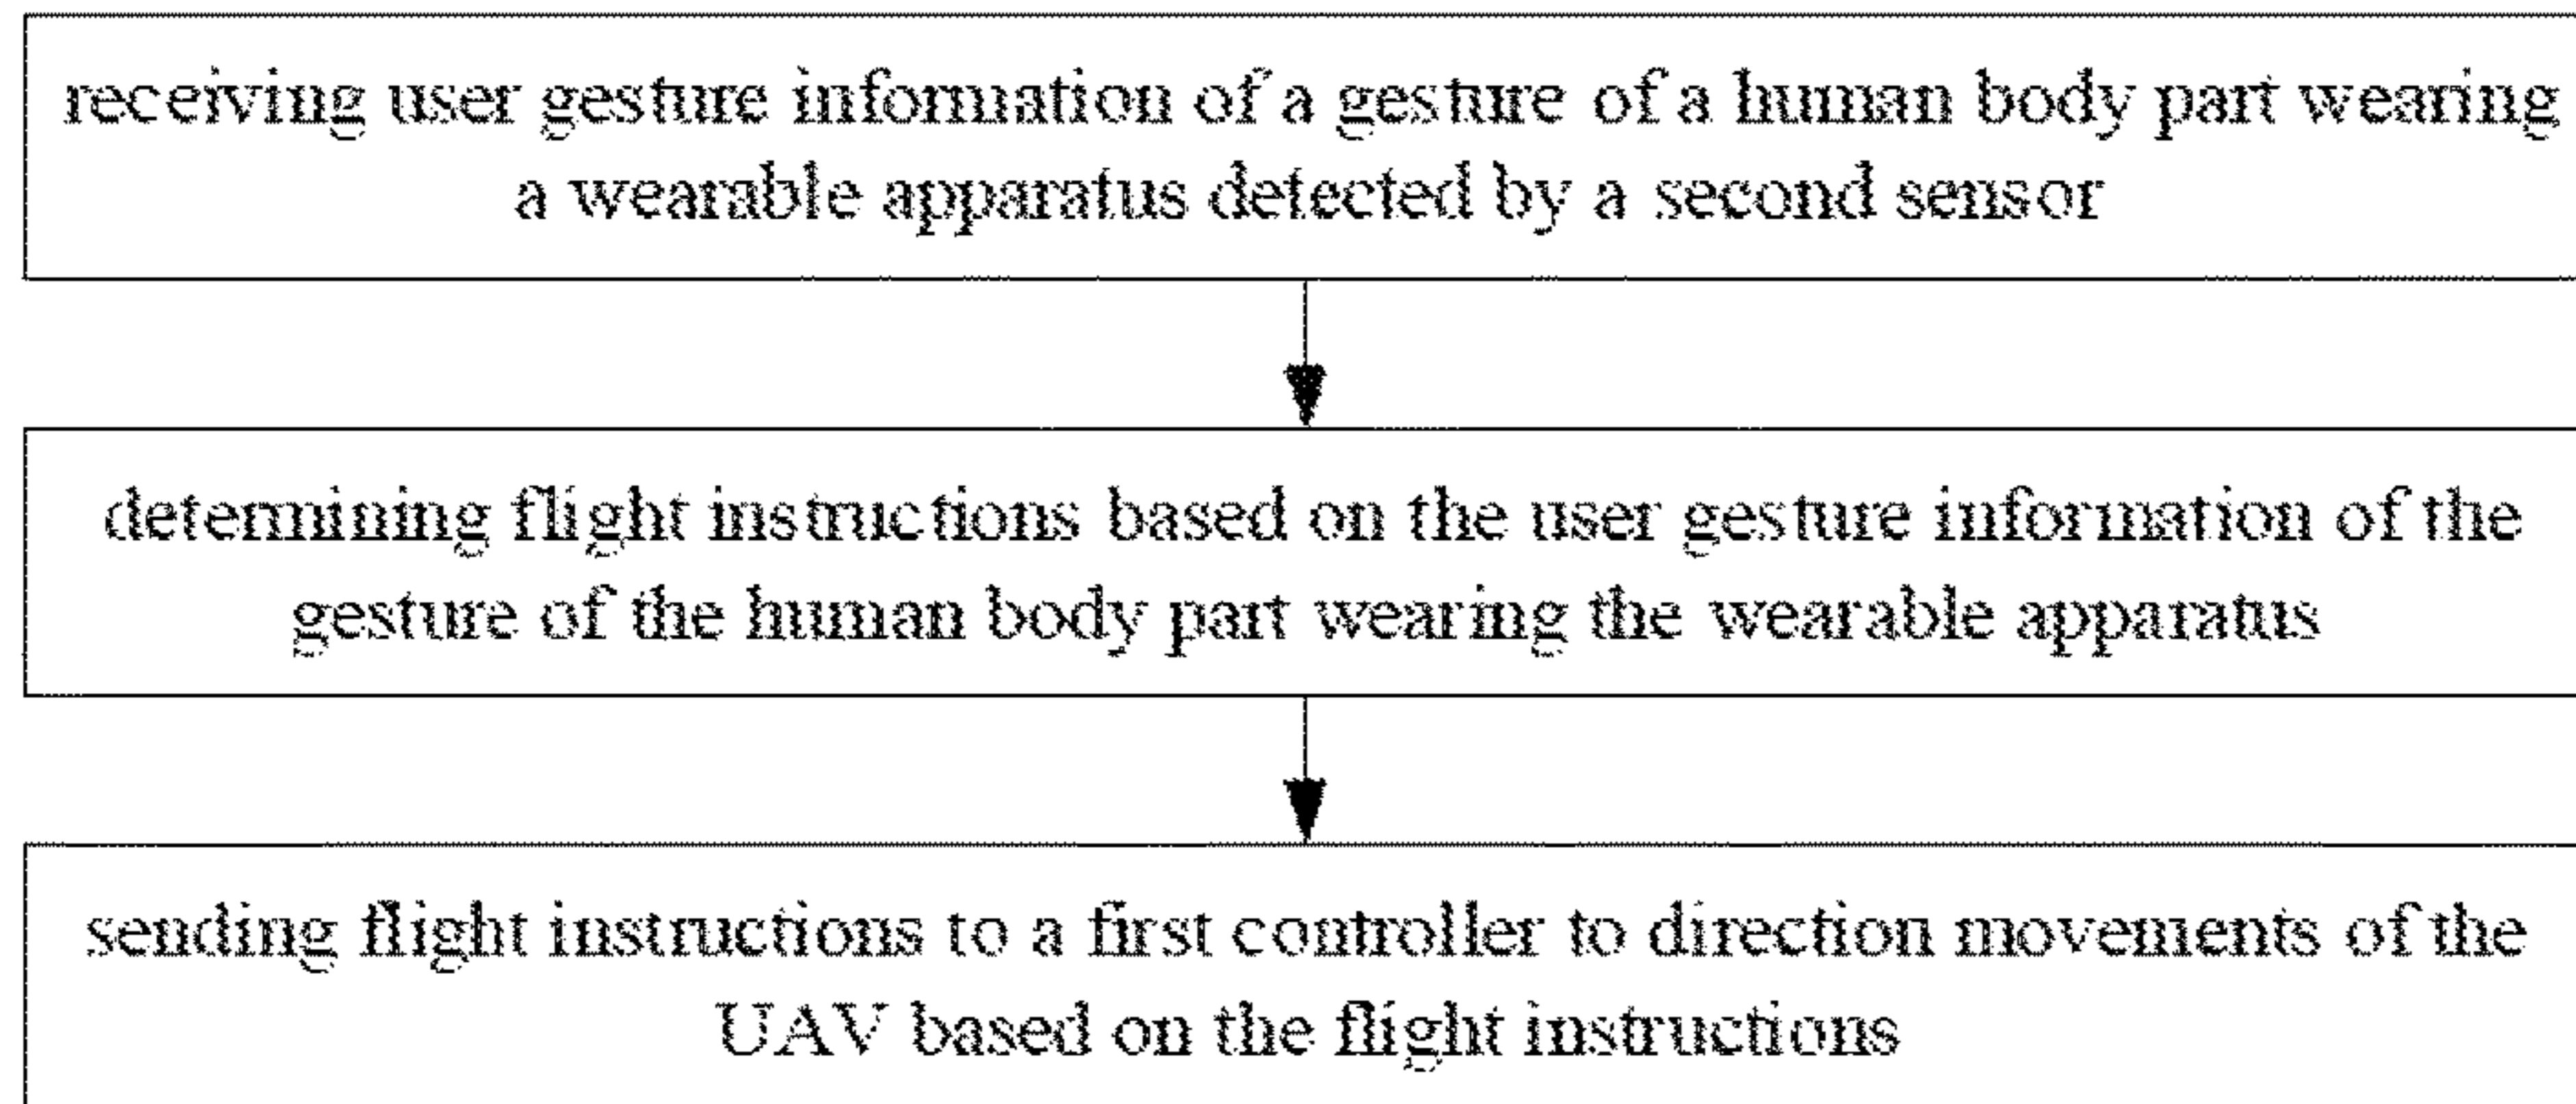 receiving user gesture information of a gesture of a human body part wearing
a wearable apparatus detected by a second sensor
determining flight instructions based on the user gesture information of the
gesture of the human body part wearing the wearable apparatus
sending flight instructions to a first controller to direction movements of the
UAV based on the flight instructions